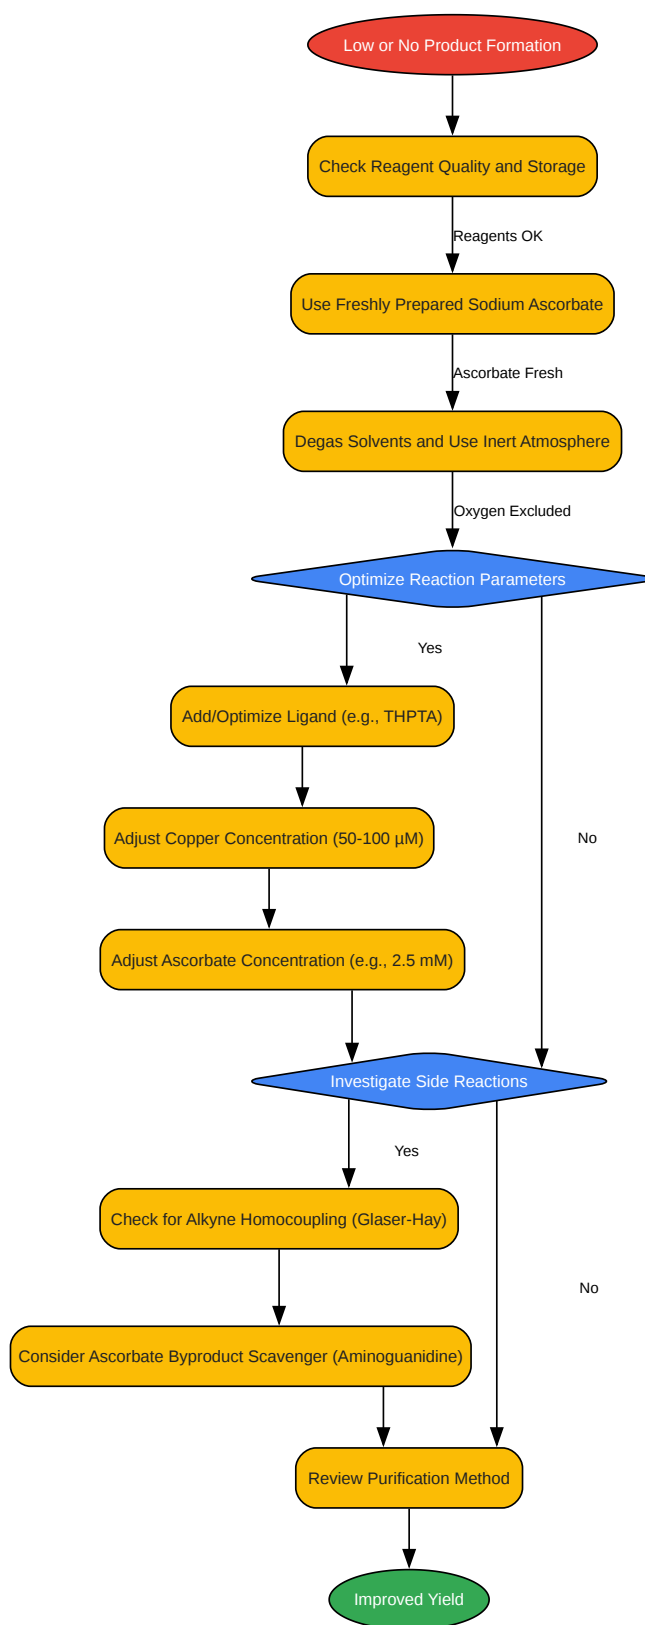 Low or No Product Formation
Check Reagent Quality and Storage
Reagents OK
Use Freshly Prepared Sodium Ascorbate
Ascorbate Fresh
Degas Solvents and Use Inert Atmosphere
Oxygen Excluded
Optimize Reaction Parameters
Yes
Add/Optimize Ligand (e.g., THPTA)
Adjust Copper Concentration (50-100 µM)
No
Adjust Ascorbate Concentration (e.g., 2.5 mM)
Investigate Side Reactions
Yes
Check for Alkyne Homocoupling (Glaser-Hay)
No
Consider Ascorbate Byproduct Scavenger (Aminoguanidine)
Review Purification Method
Improved Yield